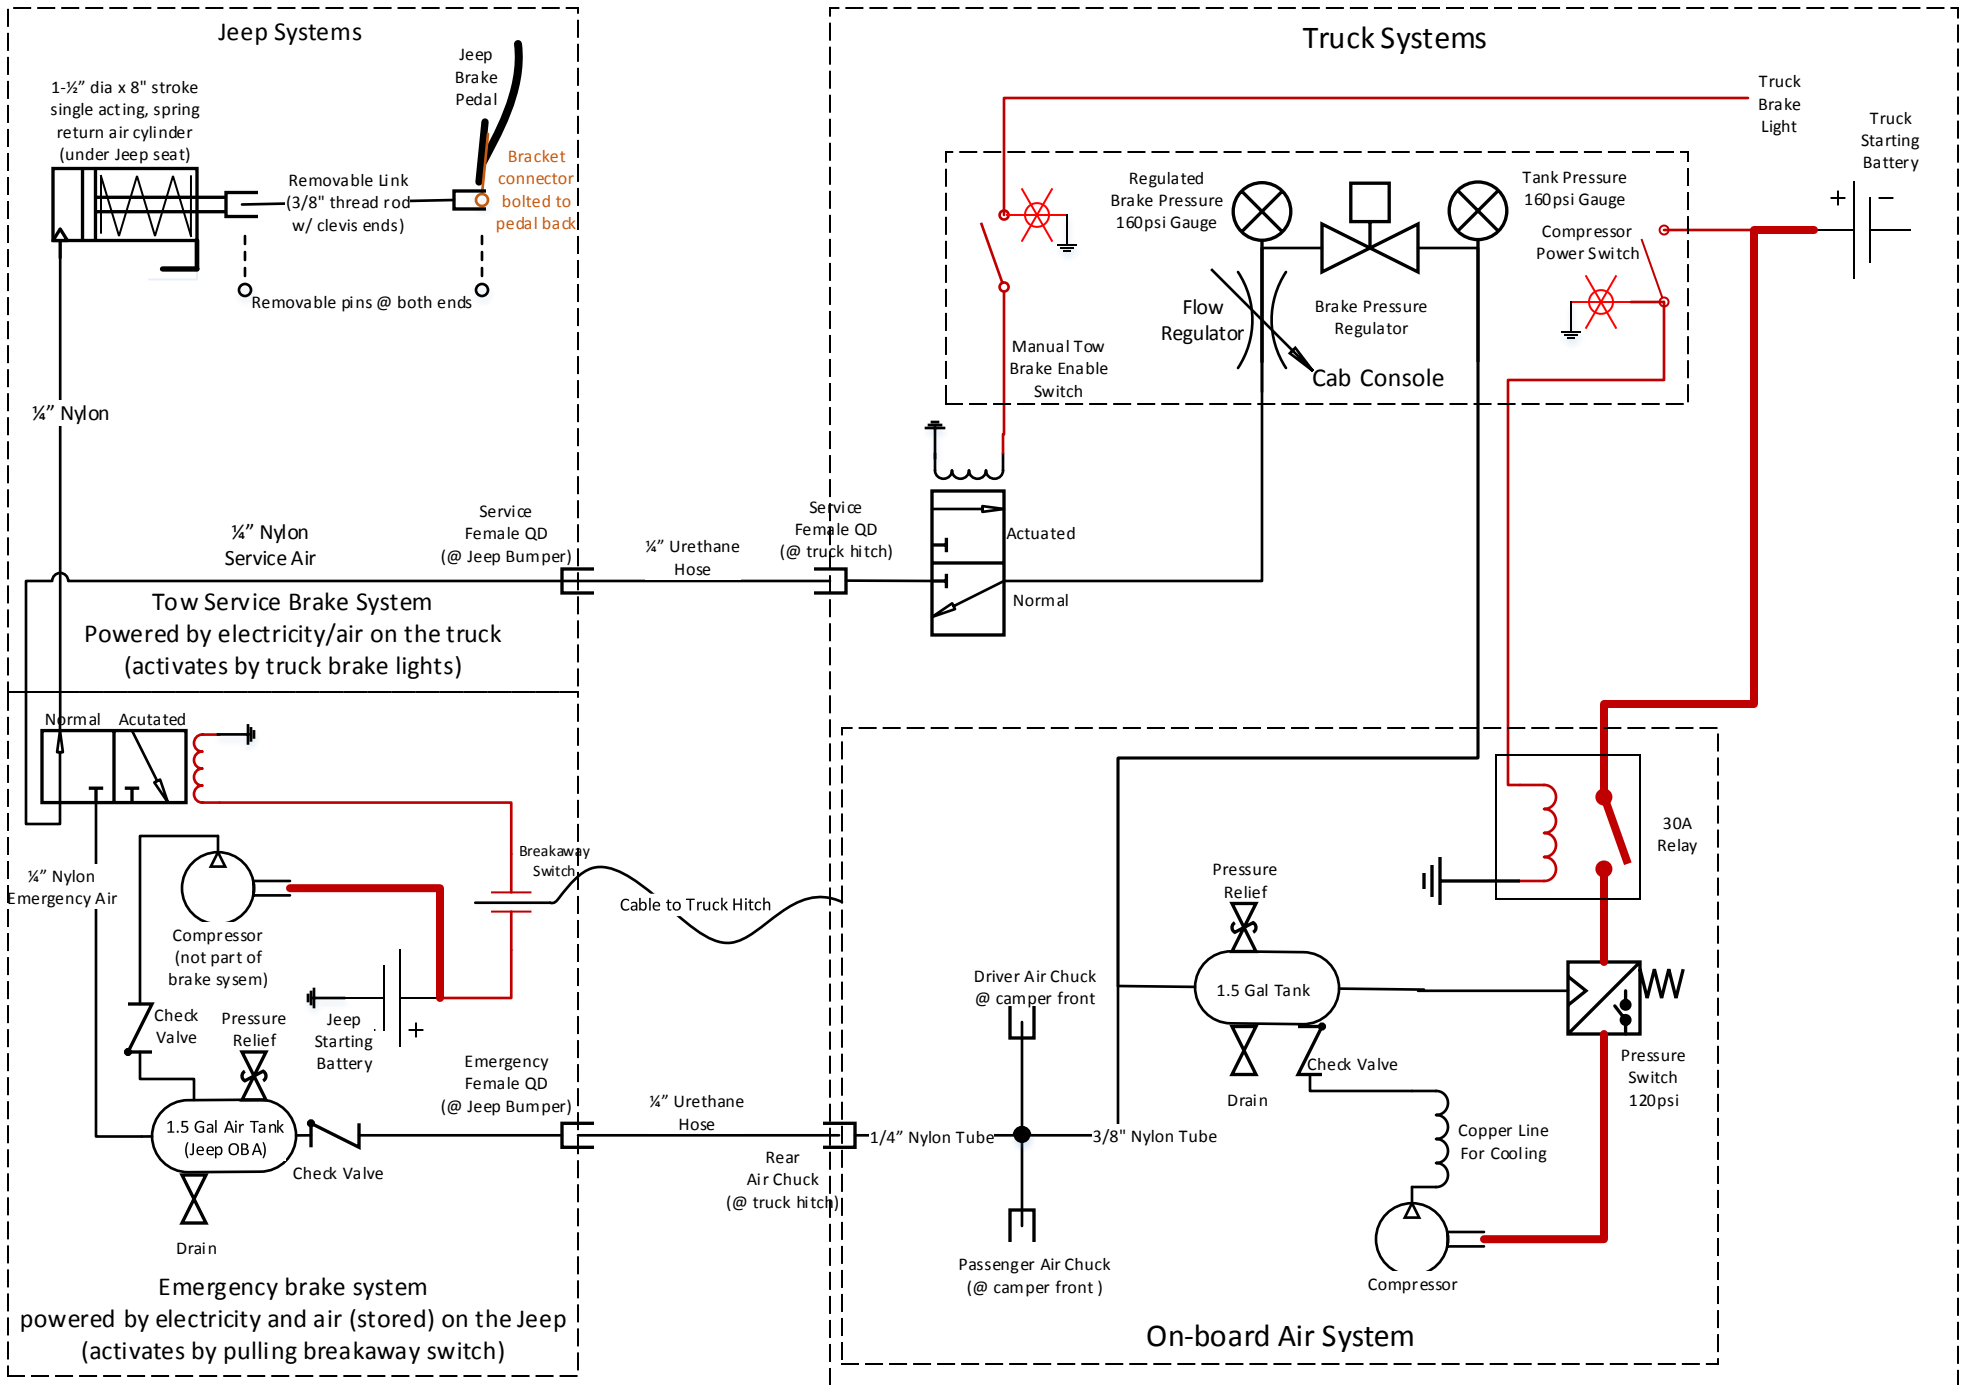 Jeep Systems
1-½” dia x 8" stroke
single acting, spring
return air cylinder
(under Jeep seat)
Jeep
Brake
Pedal
Bracket
connector
bolted to
pedal back
Removable Link
(3/8" thread rod
w/ clevis ends)
Removable pins @ both ends
¼” Nylon
¼” Nylon
Service Air
Service
Female QD
(@ Jeep Bumper)
Tow Service Brake System
Powered by electricity/air on the truck
(activates by truck brake lights)
¼” Urethane
Hose
Service
Female QD
(@ truck hitch)
Truck Systems
Truck
Brake
Light
Truck
Starting
Battery
+
−
Regulated
Brake Pressure
160psi Gauge
Tank Pressure
160psi Gauge
Compressor
Power Switch
Flow
Regulator
Brake Pressure
Regulator
Manual Tow
Brake Enable
Switch
Cab Console
Actuated
Normal
Normal
Acutated
Breakaway
Switch
Cable to Truck Hitch
¼” Nylon
Emergency Air
Compressor
(not part of
brake sysem)
Check
Valve
Pressure
Relief
Jeep
Starting
Battery
+
Emergency
Female QD
(@ Jeep Bumper)
1.5 Gal Air Tank
(Jeep OBA)
Check Valve
Drain
Emergency brake system
powered by electricity and air (stored) on the Jeep
(activates by pulling breakaway switch)
¼” Urethane
Hose
Rear
Air Chuck
(@ truck hitch)
30A
Relay
Pressure
Relief
Driver Air Chuck
@ camper front
1.5 Gal Tank
Check Valve
Drain
Pressure
Switch
120psi
1/4” Nylon Tube
3/8" Nylon Tube
Copper Line
For Cooling
Passenger Air Chuck
(@ camper front )
Compressor
On-board Air System